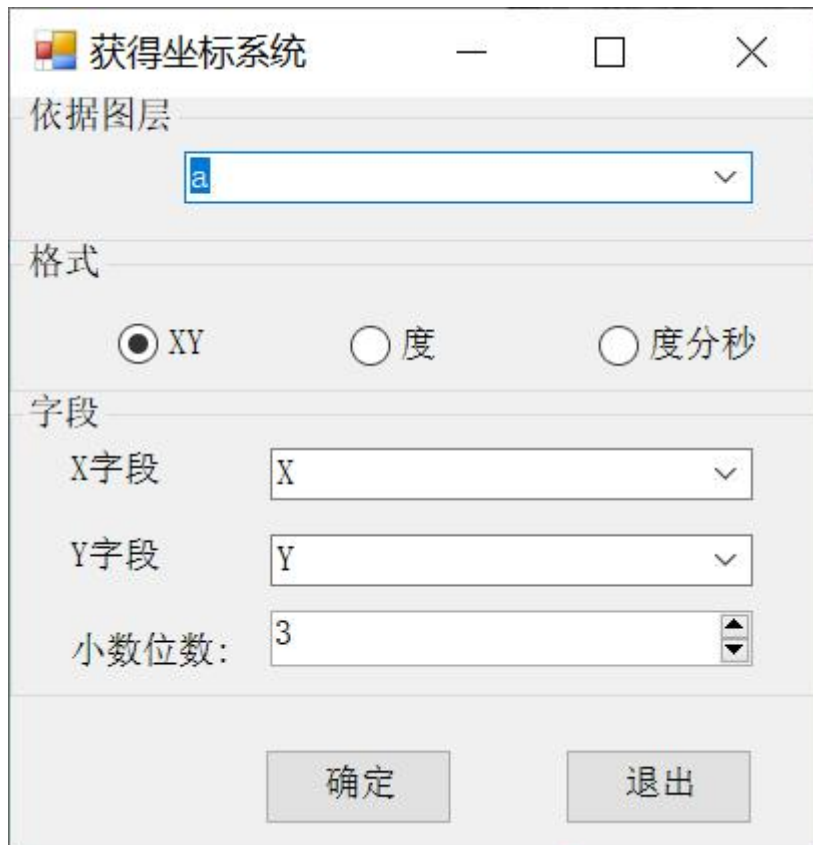 获得坐标系统
依据图层
a
格式
XY 度 度分秒
字段
X字段 X
Y字段 Y
小数位数: 3
确定 退出